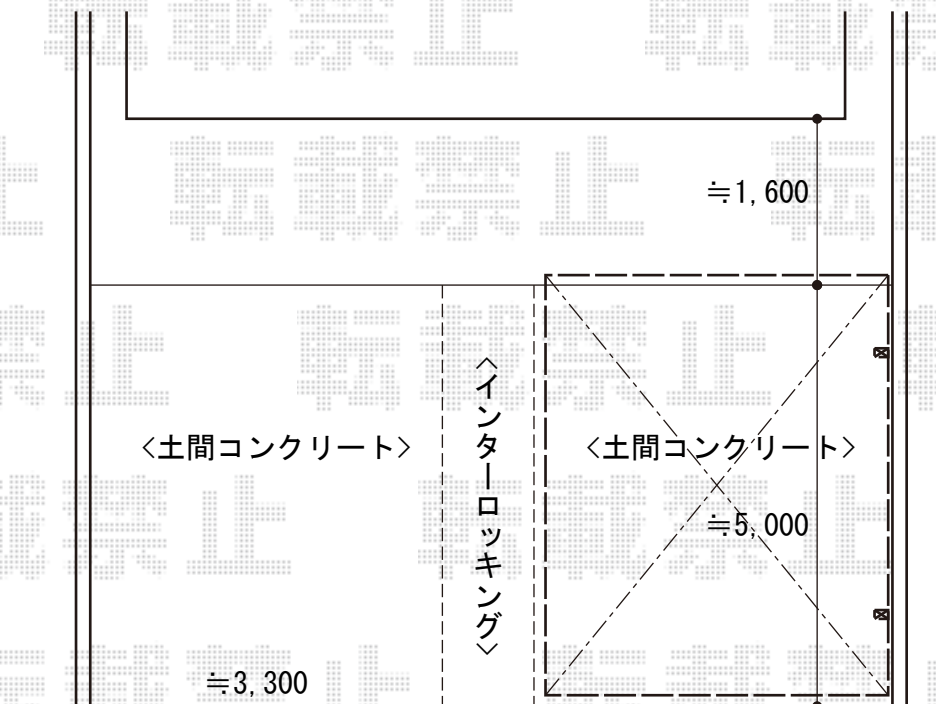 ≒1,600
<土間コンクリート>
<インターロッキング>
<土間コンクリート>
≒5,000
≒3,300
転載禁止